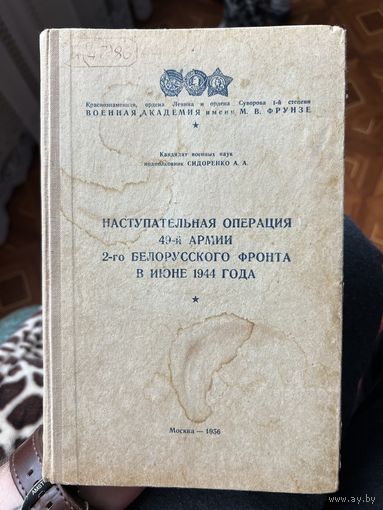 Краснознаменная, ордена Ленина и ордена Суворова 1-й степени
ВОЕННАЯ АКАДЕМИЯ имени М. В. ФРУНЗЕ
Кандидат военных наук
подполковник СИДОРЕНКО А. А.
НАСТУПАТЕЛЬНАЯ ОПЕРАЦИЯ
49-й АРМИИ
2-го БЕЛОРУССКОГО ФРОНТА
В ИЮНЕ 1944 ГОДА
Москва — 1956
ay.by